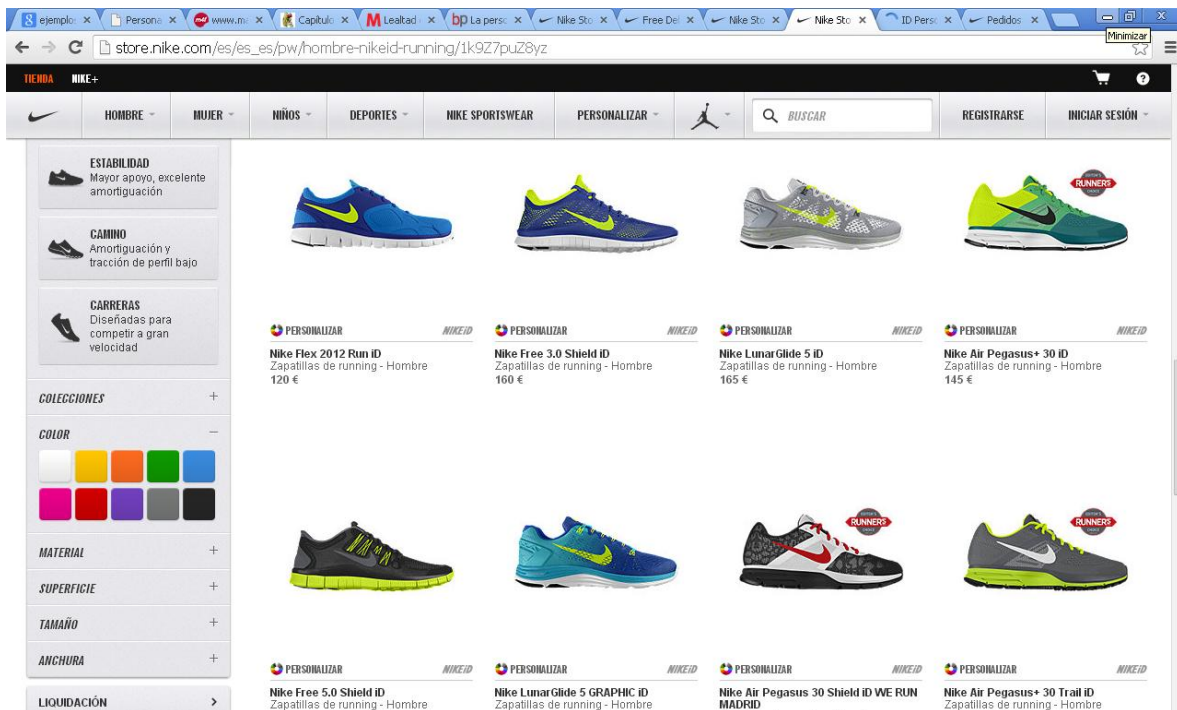 ejemplo:
Persona
www.ma
Capítulo
Lealtad
La perso
Nike Sto
Free Del
Nike Sto
Nike Sto
ID Perso
Pedidos
Minimizar
store.nike.com/es/es_es/pw/hombre-nikeid-running/1k9Z7puZ8yz
TIENDA NIKE+
HOMBRE MUJER NIÑOS DEPORTES NIKE SPORTSWEAR PERSONALIZAR BUSCAR REGISTRARSE INICIAR SESIÓN
ESTABILIDAD
Mayor apoyo, excelente
amortiguación
CAMINO
Amortiguación y
tracción de perfil bajo
CARRERAS
Diseñadas para
competir a gran
velocidad
COLECCIONES +
COLOR −
MATERIAL +
SUPERFICIE +
TAMAÑO +
ANCHURA +
LIQUIDACIÓN >
PERSONALIZAR NIKEiD
Nike Flex 2012 Run iD
Zapatillas de running - Hombre
120 €
PERSONALIZAR NIKEiD
Nike Free 3.0 Shield iD
Zapatillas de running - Hombre
160 €
PERSONALIZAR NIKEiD
Nike LunarGlide 5 iD
Zapatillas de running - Hombre
165 €
RUNNERS
PERSONALIZAR NIKEiD
Nike Air Pegasus+ 30 iD
Zapatillas de running - Hombre
145 €
PERSONALIZAR NIKEiD
Nike Free 5.0 Shield iD
Zapatillas de running - Hombre
PERSONALIZAR NIKEiD
Nike LunarGlide 5 GRAPHIC iD
Zapatillas de running - Hombre
RUNNERS
PERSONALIZAR NIKEiD
Nike Air Pegasus 30 Shield iD WE RUN
MADRID
RUNNERS
PERSONALIZAR NIKEiD
Nike Air Pegasus+ 30 Trail iD
Zapatillas de running - Hombre